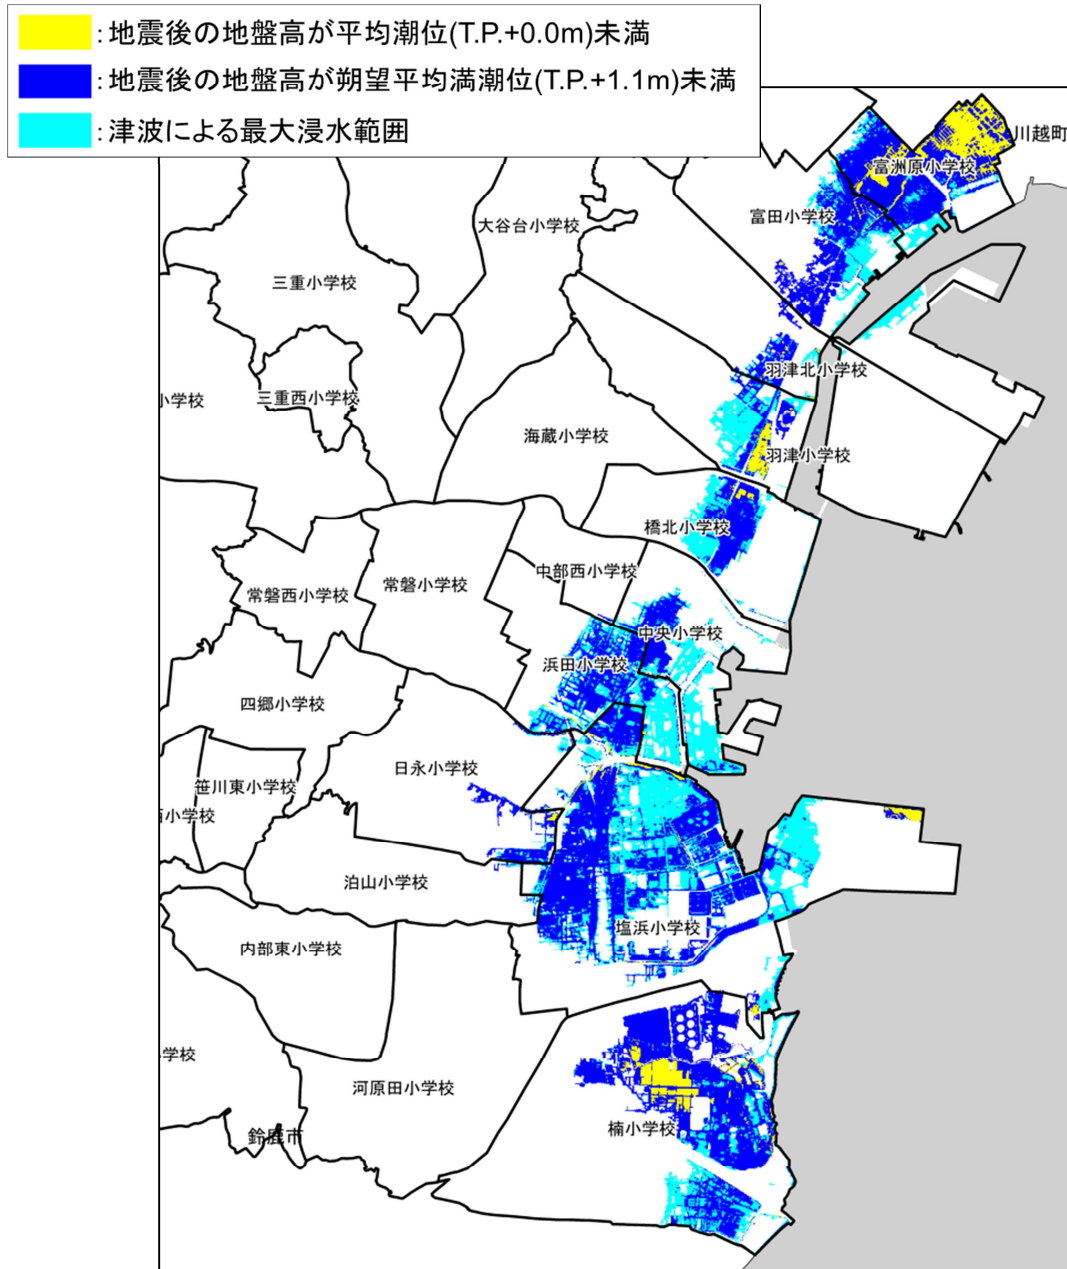 ：地震後の地盤高が平均潮位(T.P.+0.0m)未満
：地震後の地盤高が朔望平均満潮位(T.P.+1.1m)未満
：津波による最大浸水範囲
川越町
富洲原小学校
富田小学校
大谷台小学校
三重小学校
羽津北小学校
三重西小学校
小学校
海蔵小学校
羽津小学校
橋北小学校
中部西小学校
常磐小学校
常磐西小学校
中央小学校
浜田小学校
四郷小学校
日永小学校
笹川東小学校
小学校
泊山小学校
塩浜小学校
内部東小学校
学校
河原田小学校
楠小学校
鈴鹿市